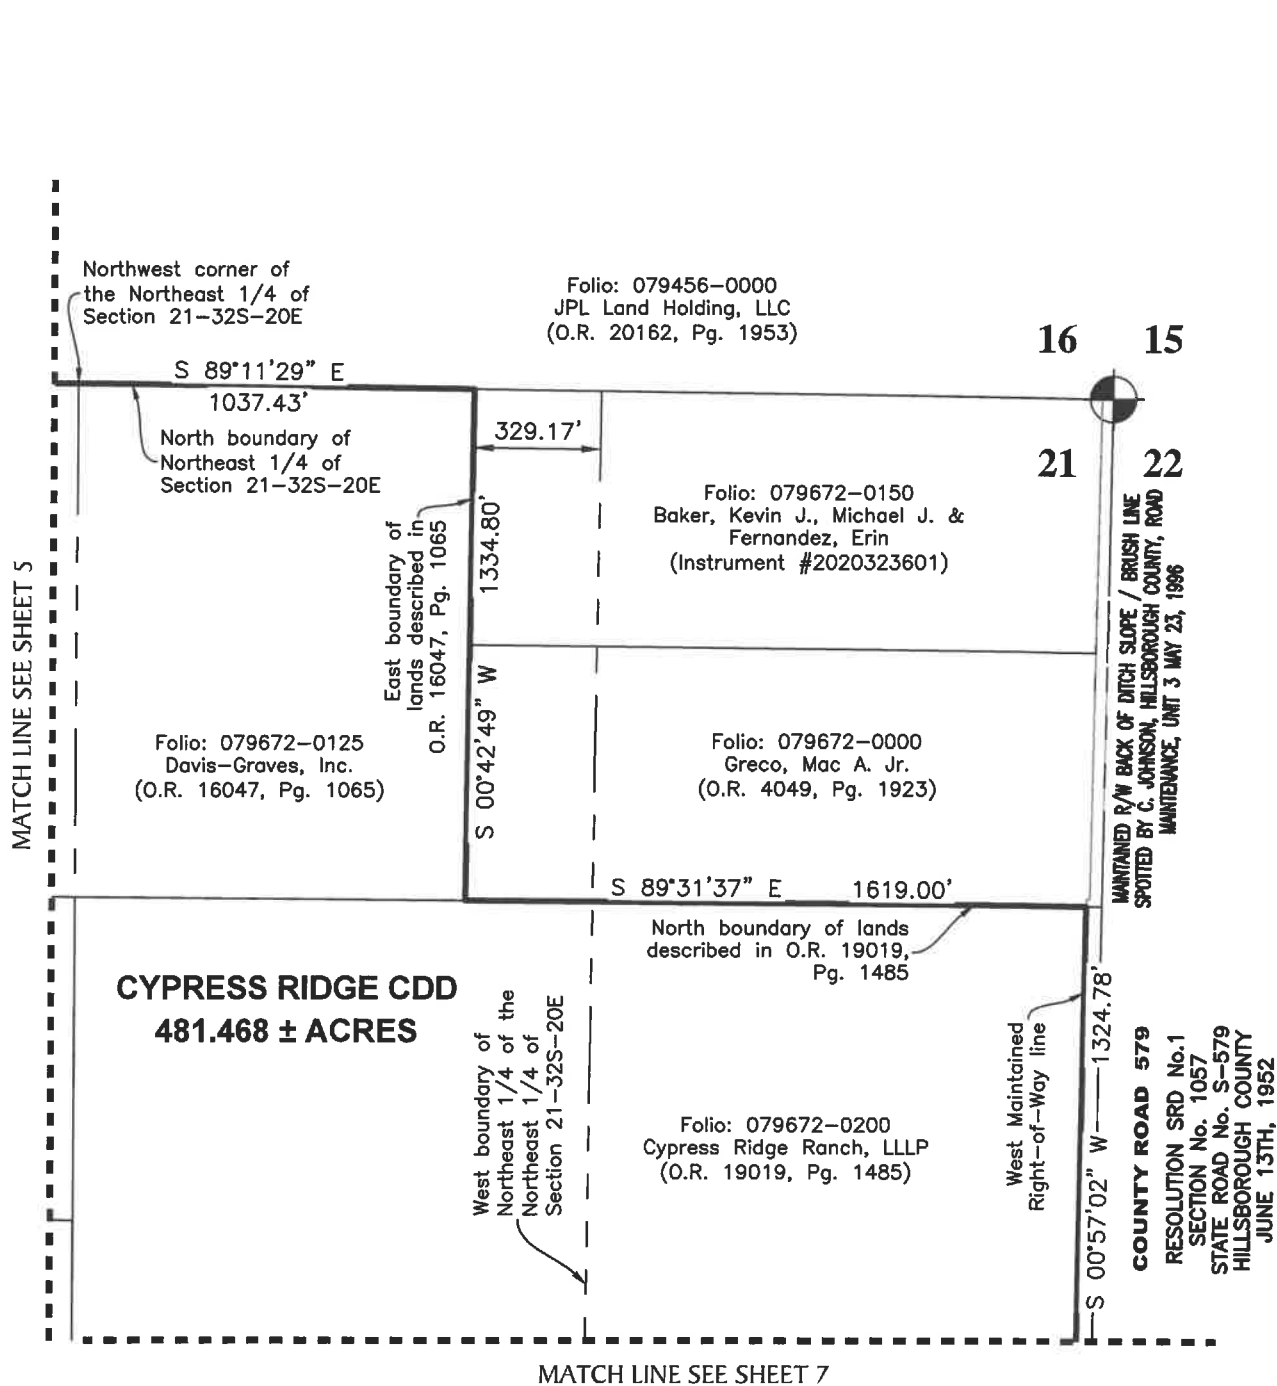 Northwest corner of
the Northeast 1/4 of
Section 21-32S-20E
Folio: 079456-0000
JPL Land Holding, LLC
(O.R. 20162, Pg. 1953)
16
15
S 89°11'29" E
1037.43'
North boundary of
Northeast 1/4 of
Section 21-32S-20E
329.17'
21
22
East boundary of
lands described in
O.R. 16047, Pg. 1065
1334.80'
S 00°42'49" W
Folio: 079672-0150
Baker, Kevin J., Michael J. &
Fernandez, Erin
(Instrument #2020323601)
MAINTAINED R/W BACK OF DITCH SLOPE / BRUSH LINE
SPOTTED BY C. JOHNSON, HILLSBOROUGH COUNTY, ROAD
MAINTENANCE, UNIT 3 MAY 23, 1996
MATCH LINE SEE SHEET 5
Folio: 079672-0125
Davis-Graves, Inc.
(O.R. 16047, Pg. 1065)
Folio: 079672-0000
Greco, Mac A. Jr.
(O.R. 4049, Pg. 1923)
S 89°31'37" E
1619.00'
North boundary of lands
described in O.R. 19019,
Pg. 1485
CYPRESS RIDGE CDD
481.468 ± ACRES
West boundary of
Northeast 1/4 of the
Northeast 1/4 of
Section 21-32S-20E
Folio: 079672-0200
Cypress Ridge Ranch, LLLP
(O.R. 19019, Pg. 1485)
West Maintained
Right-of-Way line
S 00°57'02" W
1324.78'
COUNTY ROAD 579
RESOLUTION SRD No.1
SECTION No. 1057
STATE ROAD No. S-579
HILLSBOROUGH COUNTY
JUNE 13TH, 1952
MATCH LINE SEE SHEET 7